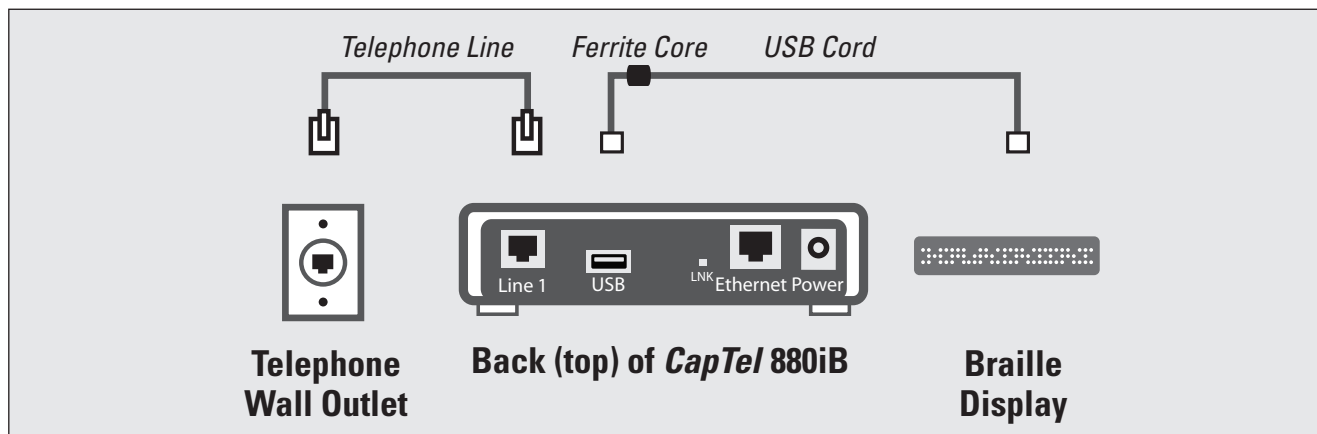 Telephone Line
Ferrite Core
USB Cord
Line 1
USB
LNK
Ethernet
Power
Telephone
Wall Outlet
Back (top) of CapTel 880iB
Braille
Display